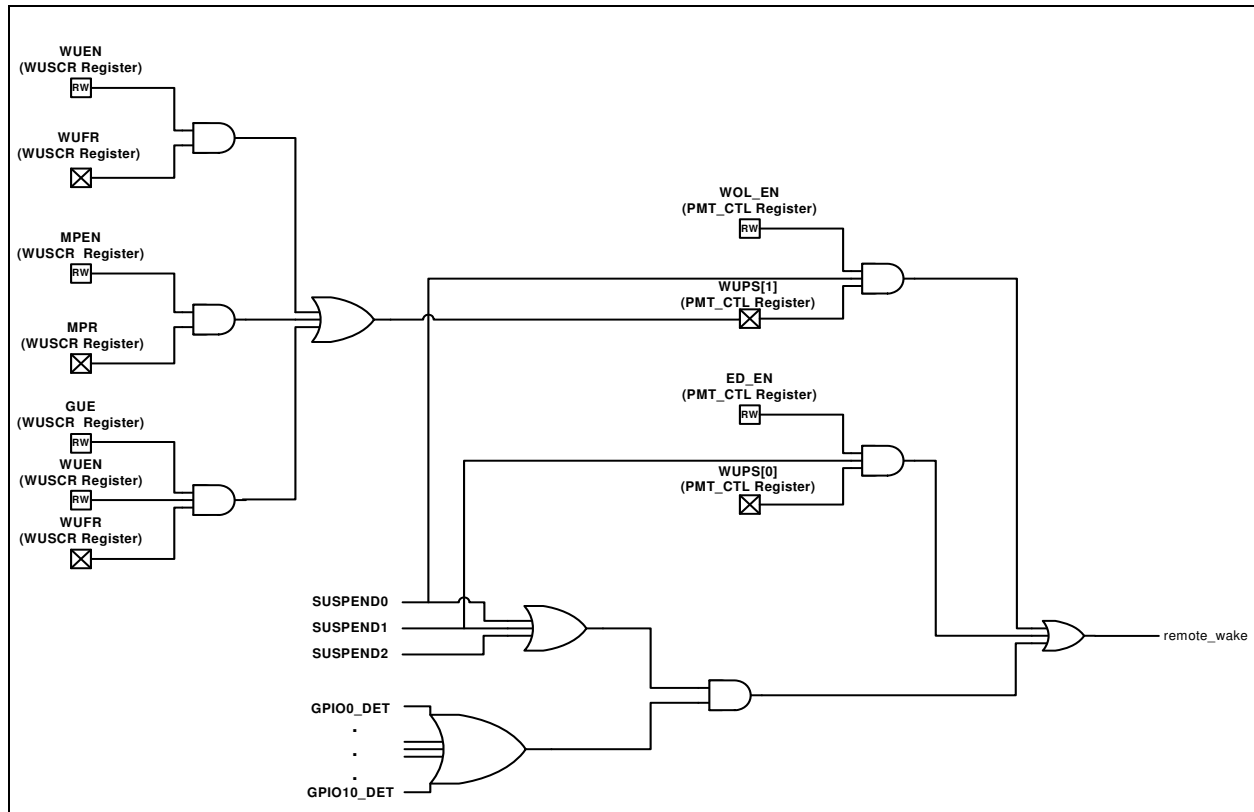 WUEN
(WUSCR Register)
RW
WUFR
(WUSCR Register)
MPEN
(WUSCR Register)
RW
MPR
(WUSCR Register)
GUE
(WUSCR Register)
RW
WUEN
(WUSCR Register)
RW
WUFR
(WUSCR Register)
WOL_EN
(PMT_CTL Register)
RW
WUPS[1]
(PMT_CTL Register)
ED_EN
(PMT_CTL Register)
RW
WUPS[0]
(PMT_CTL Register)
SUSPEND0
SUSPEND1
SUSPEND2
GPIO0_DET
.
.
.
GPIO10_DET
remote_wake